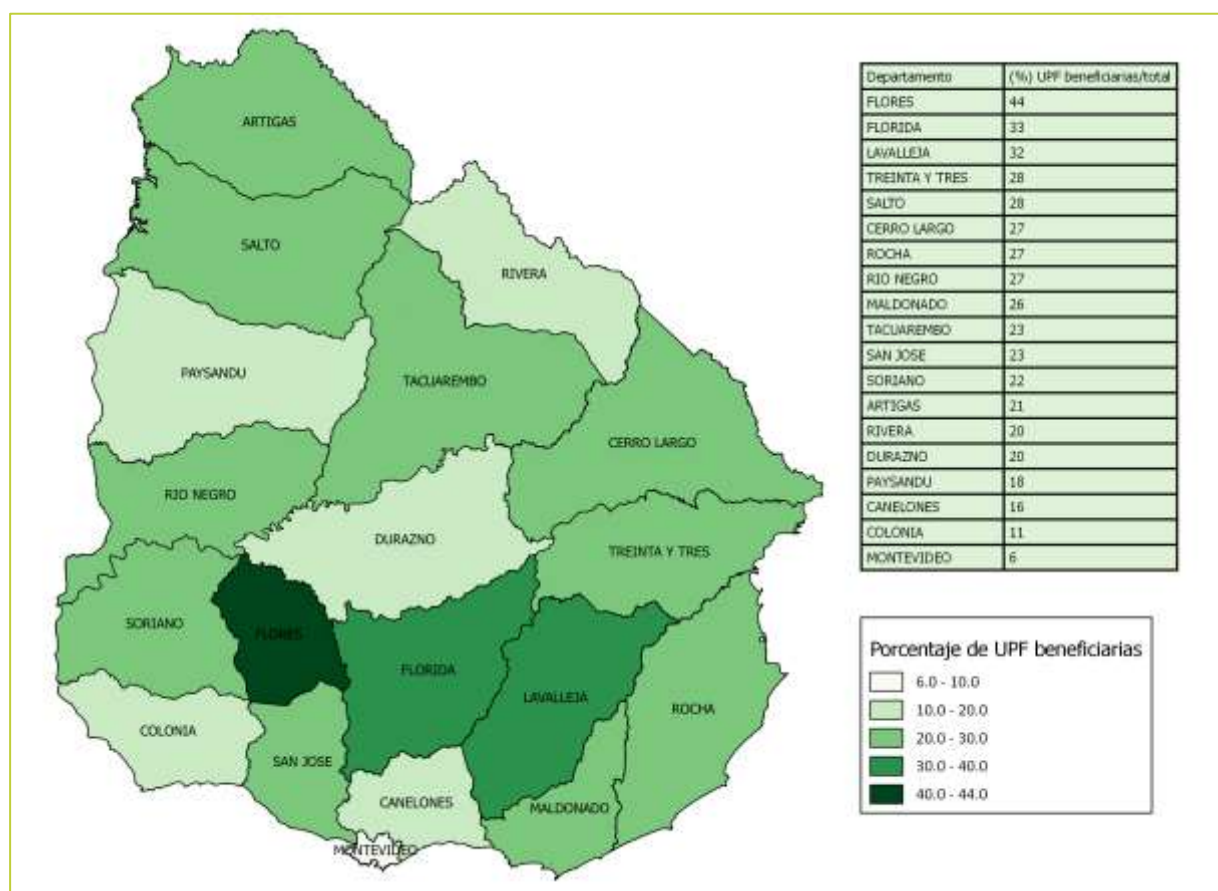 ARTIGAS
SALTO
RIVERA
PAYSANDU
TACUAREMBO
CERRO LARGO
RIO NEGRO
DURAZNO
TREINTA Y TRES
SORIANO
FLORES
FLORIDA
LAVALLEJA
ROCHA
COLONIA
SAN JOSE
CANELONES
MALDONADO
MONTEVIDEO
Departamento (%) UPF beneficiarias/total
FLORES 44
FLORIDA 33
LAVALLEJA 32
TREINTA Y TRES 28
SALTO 28
CERRO LARGO 27
ROCHA 27
RIO NEGRO 27
MALDONADO 26
TACUAREMBO 23
SAN JOSE 23
SORIANO 22
ARTIGAS 21
RIVERA 20
DURAZNO 20
PAYSANDU 18
CANELONES 16
COLONIA 11
MONTEVIDEO 6
Porcentaje de UPF beneficiarias
6.0 - 10.0
10.0 - 20.0
20.0 - 30.0
30.0 - 40.0
40.0 - 44.0